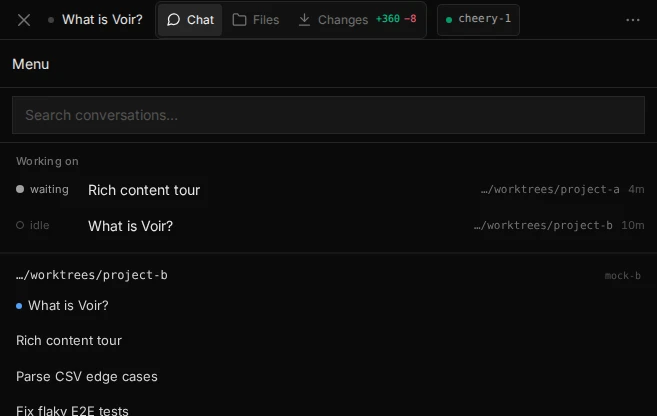 What is Voir? Chat Files Changes +360 −8 cheery-1 ···
Menu
Search conversations...
Working on
waiting Rich content tour …/worktrees/project-a 4m
idle What is Voir? …/worktrees/project-b 10m
…/worktrees/project-b mock-b
What is Voir?
Rich content tour
Parse CSV edge cases
Fix flaky E2E tests